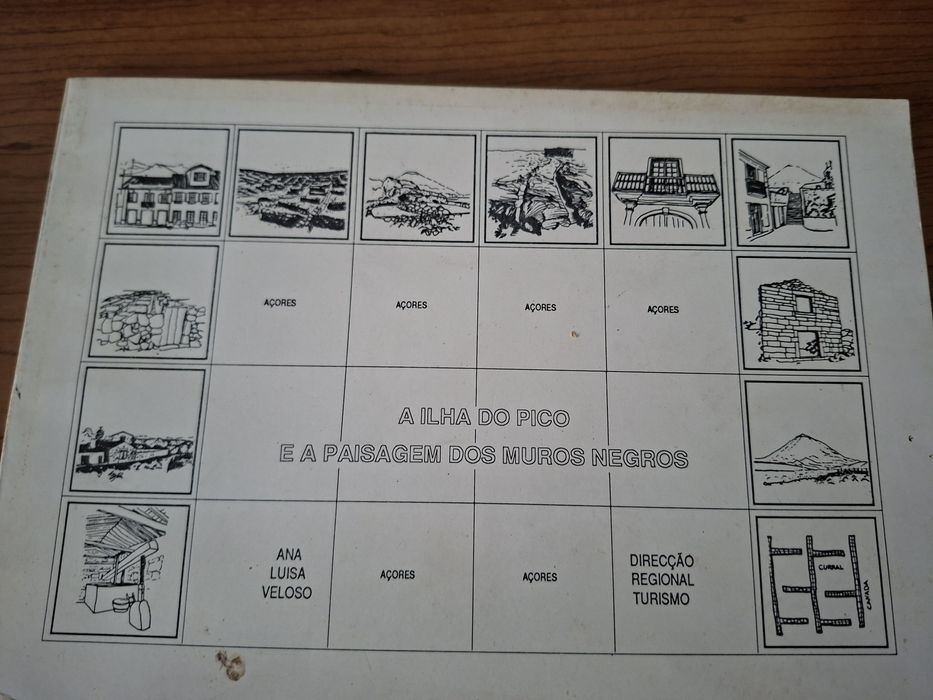 AÇORES AÇORES AÇORES AÇORES
A ILHA DO PICO
E A PAISAGEM DOS MUROS NEGROS
ANA
LUISA
VELOSO
AÇORES
AÇORES
DIRECÇÃO
REGIONAL
TURISMO
CURRAL
CANADA